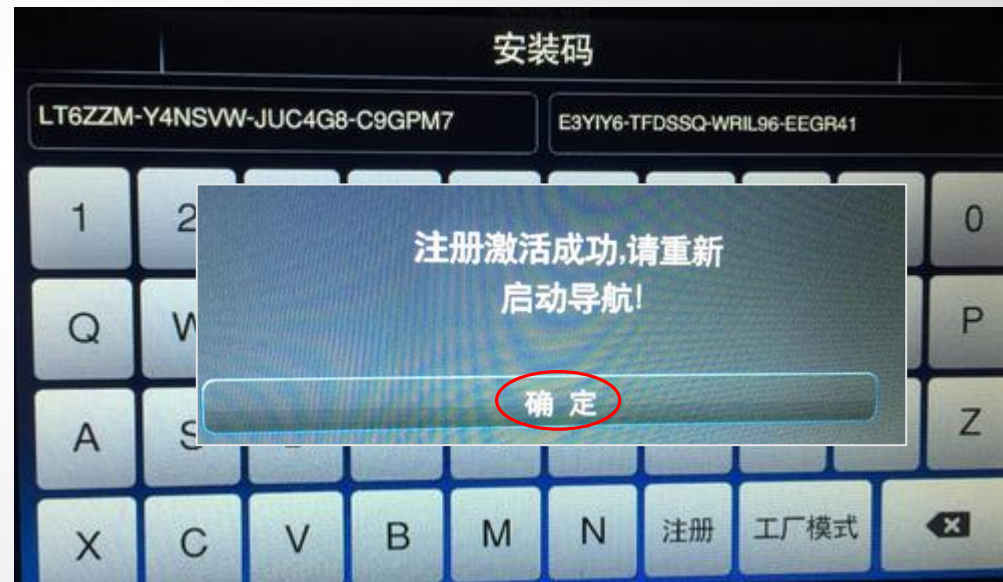 安装码
LT6ZZM-Y4NSVW-JUC4G8-C9GPM7
E3YIY6-TFDSSQ-WRIL96-EEGR41
1 2 0
注册激活成功,请重新
启动导航!
Q W P
确 定
A S Z
X C V B M N 注册 工厂模式